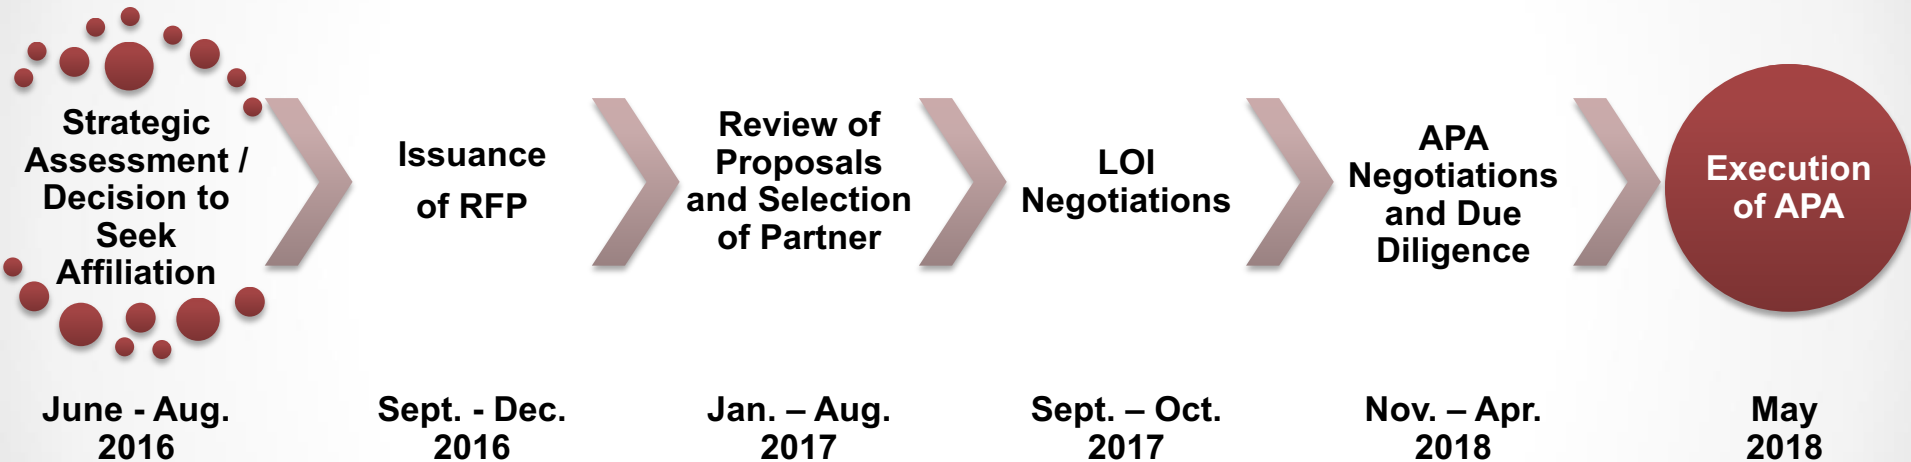 Strategic
Assessment /
Decision to
Seek
Affiliation
Issuance
of RFP
Review of
Proposals
and Selection
of Partner
LOI
Negotiations
APA
Negotiations
and Due
Diligence
Execution
of APA
June - Aug.
2016
Sept. - Dec.
2016
Jan. – Aug.
2017
Sept. – Oct.
2017
Nov. – Apr.
2018
May
2018